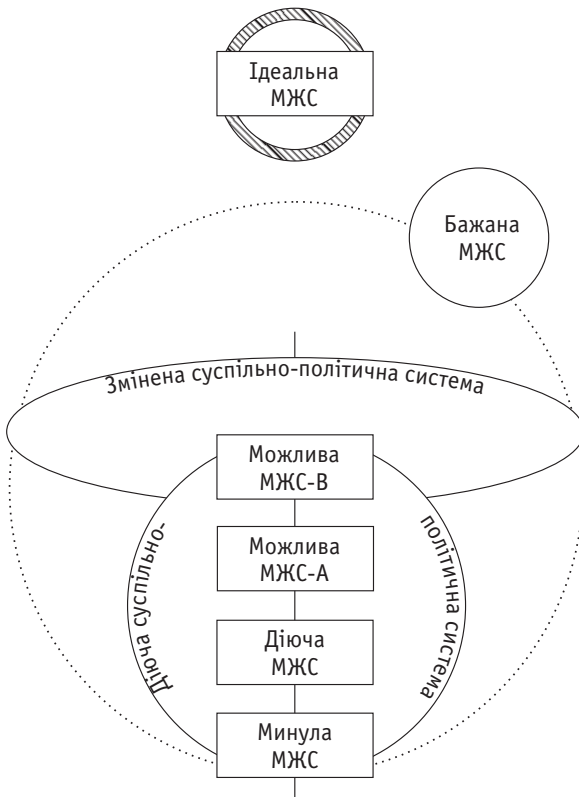 Ідеальна
МЖС
Бажана
МЖС
Змінена суспільно-політична система
Можлива
МЖС-В
Можлива
МЖС-А
Діюча суспільно-
політична система
Діюча
МЖС
Минула
МЖС